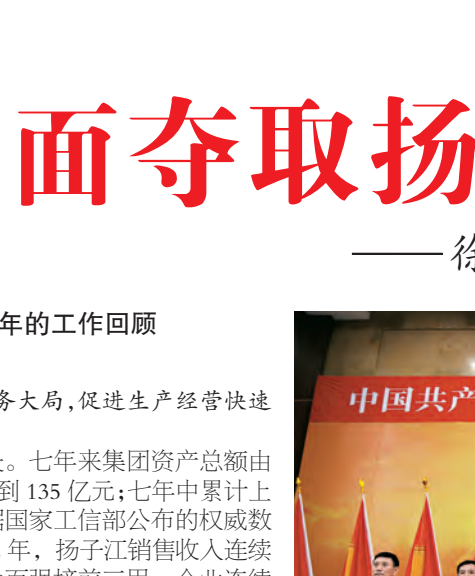 面夺取扬
——徐
年的工作回顾
务大局,促进生产经营快速
。七年来集团资产总额由
到 135 亿元;七年中累计上
据国家工信部公布的权威数
年，扬子江销售收入连续
中国共产